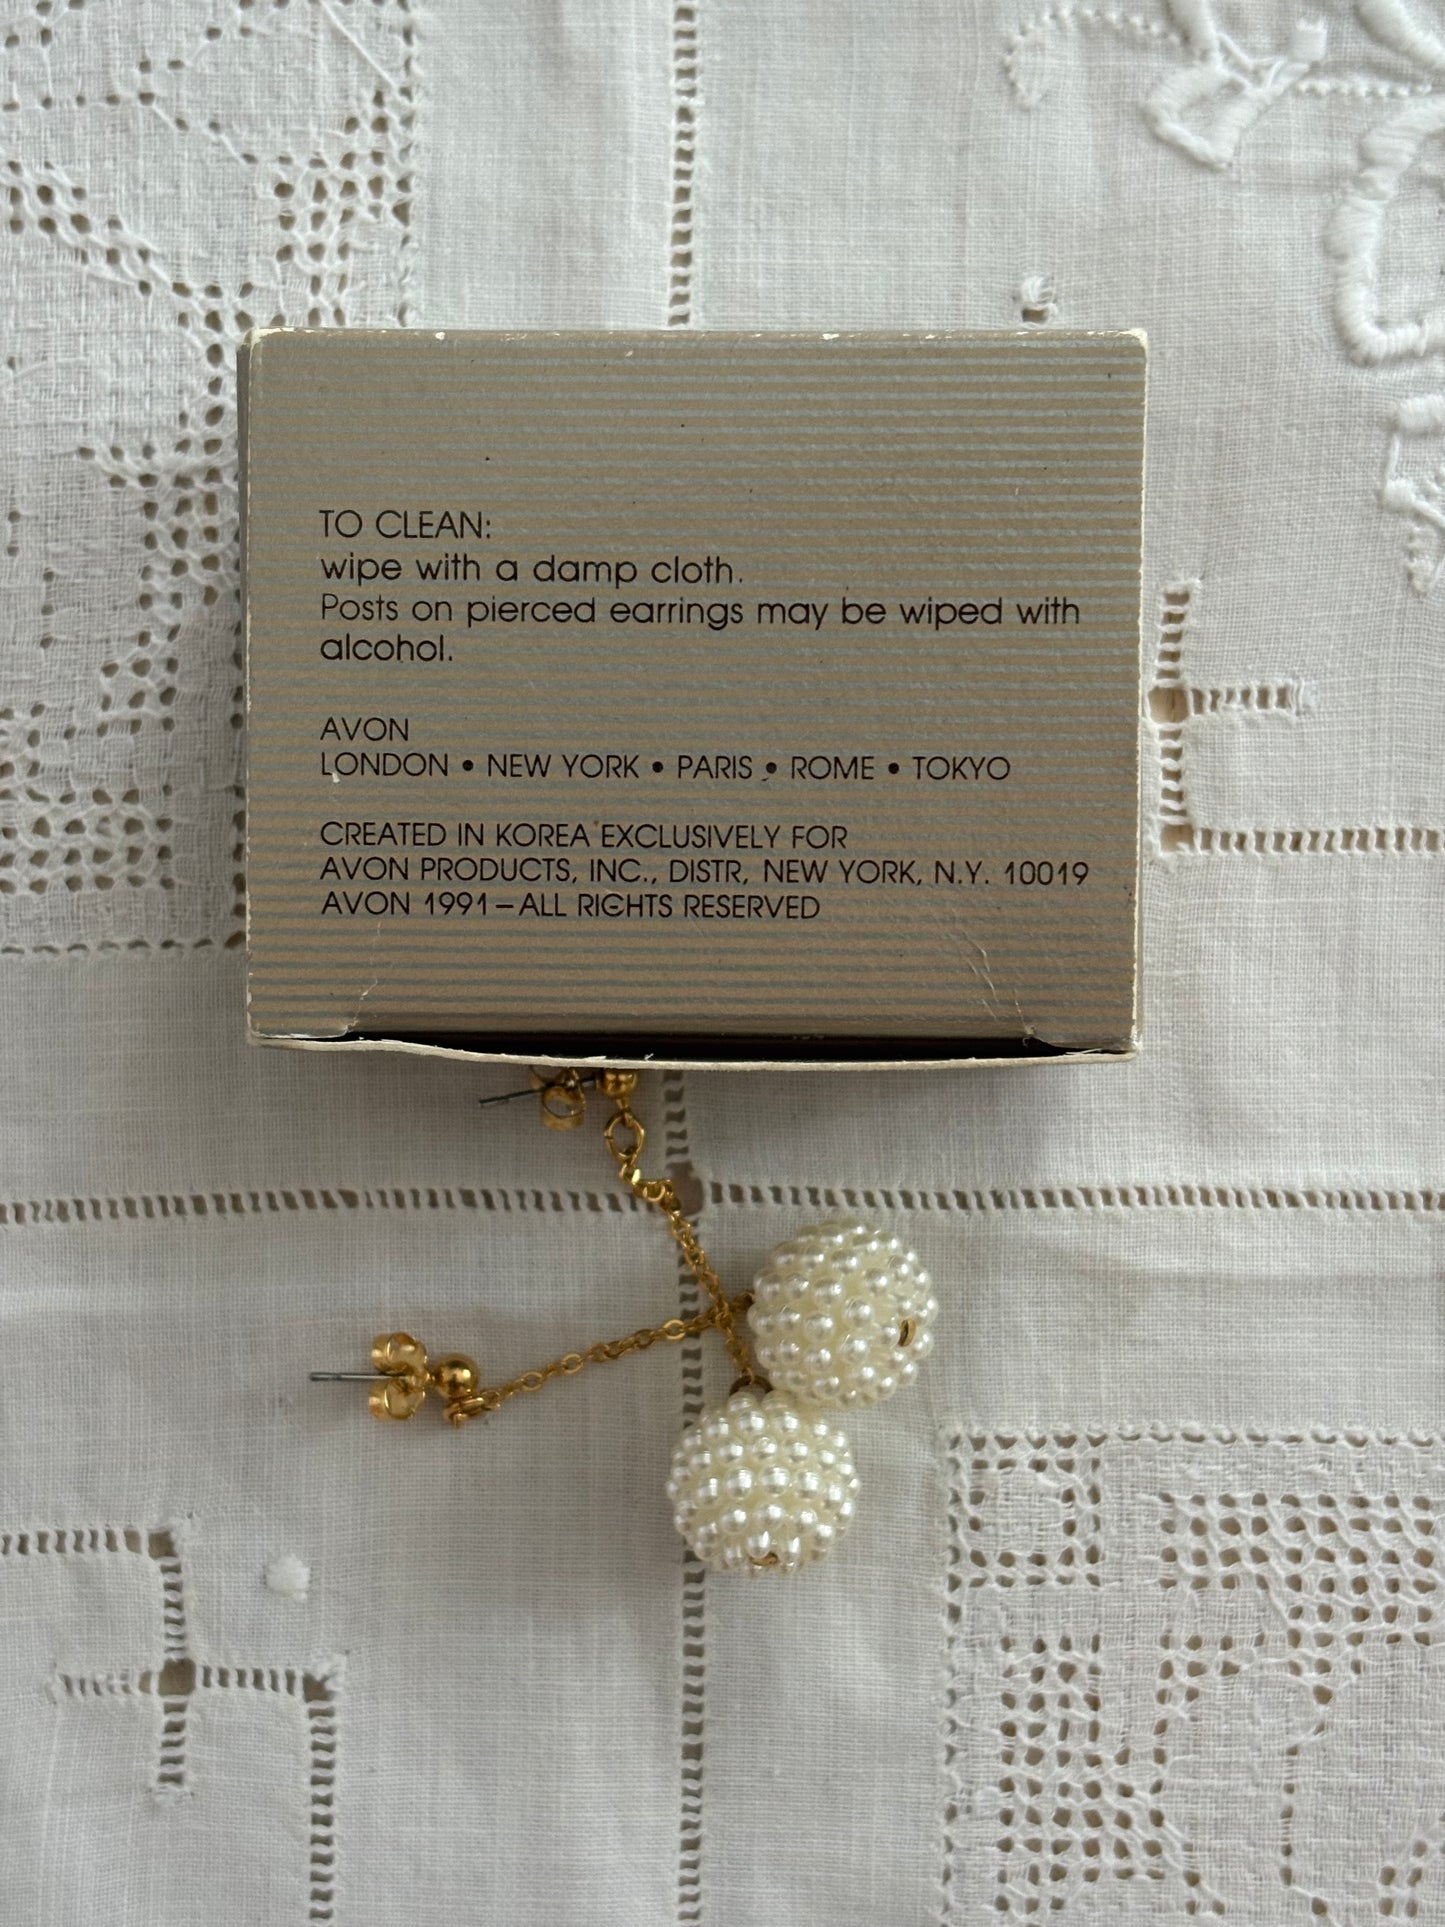 TO CLEAN:
wipe with a damp cloth.
Posts on pierced earrings may be wiped with
alcohol.
AVON
LONDON • NEW YORK • PARIS • ROME • TOKYO
CREATED IN KOREA EXCLUSIVELY FOR
AVON PRODUCTS, INC., DISTR, NEW YORK, N.Y. 10019
AVON 1991–ALL RIGHTS RESERVED